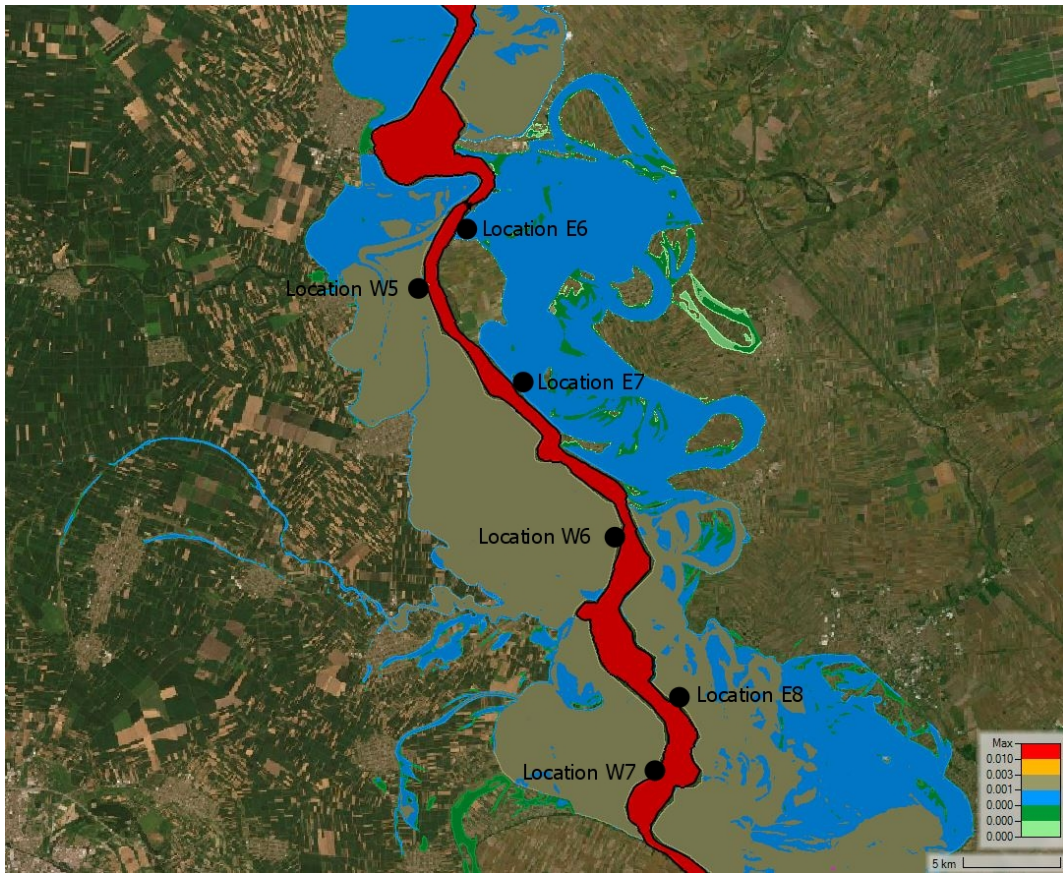 Location E6
Location W5
Location E7
Location W6
Location E8
Location W7
Max
0.010
0.003
0.001
0.000
0.000
0.000
5 km